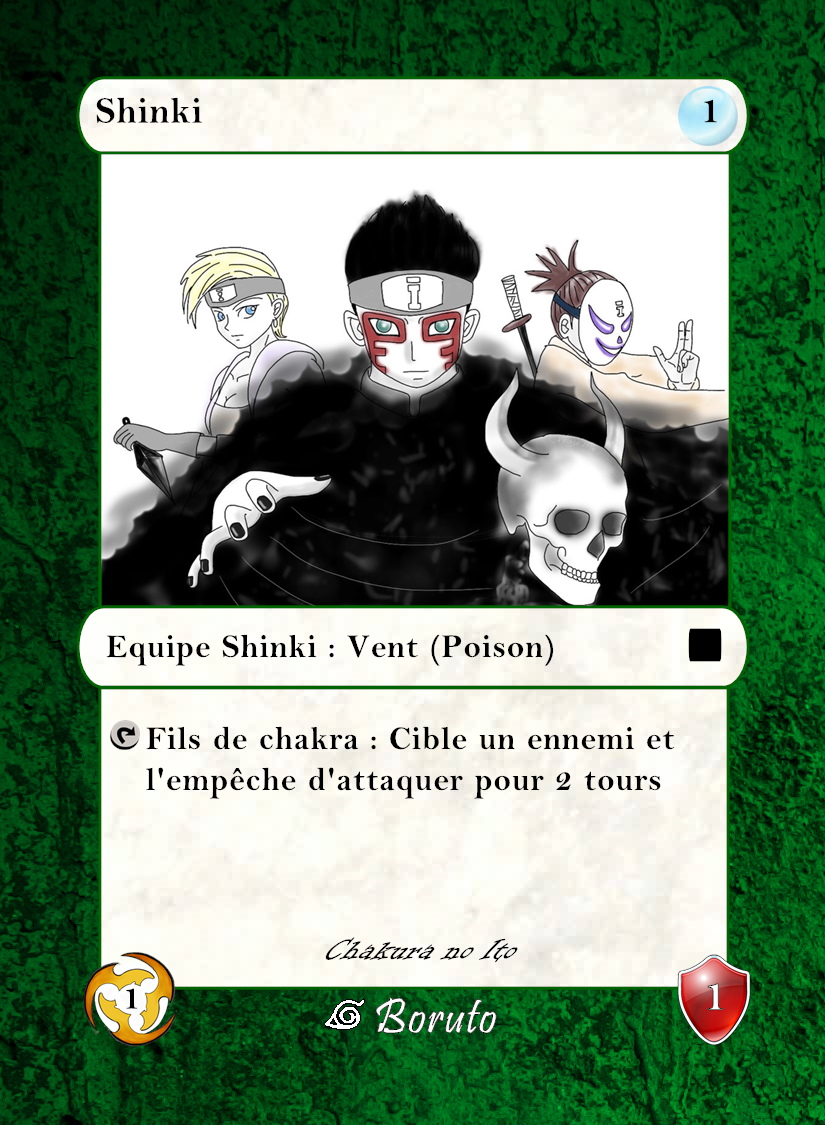 Shinki
1
Equipe Shinki : Vent (Poison)
Fils de chakra : Cible un ennemi et
l'empêche d'attaquer pour 2 tours
Chakura no Ito
1
1
Boruto